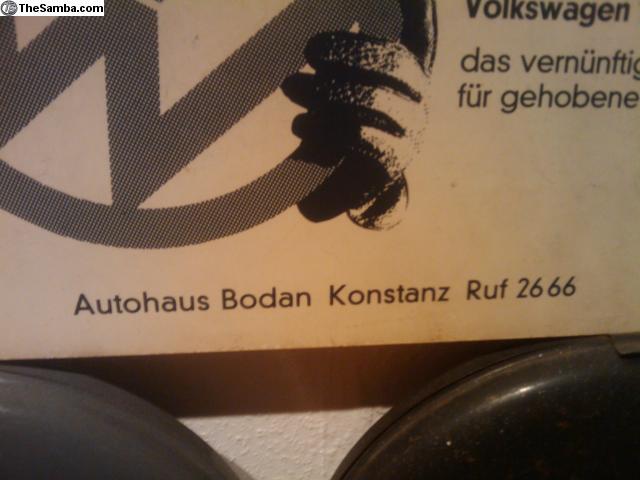 TheSamba.com
Volkswagen
das vernünftig
für gehobene
Autohaus Bodan Konstanz Ruf 2666